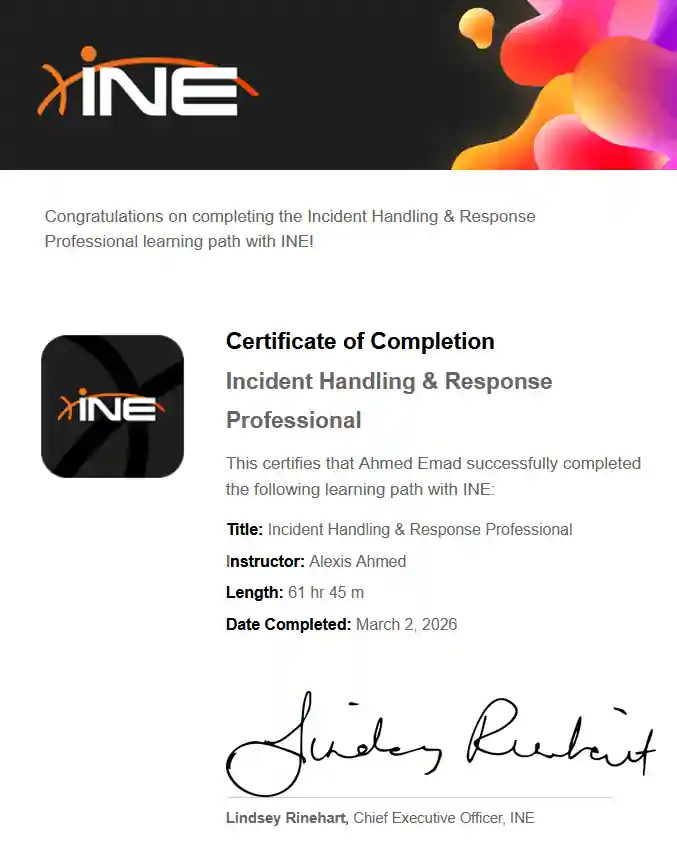 INE
Congratulations on completing the Incident Handling & Response
Professional learning path with INE!
INE
Certificate of Completion
Incident Handling & Response
Professional
This certifies that Ahmed Emad successfully completed
the following learning path with INE:
Title: Incident Handling & Response Professional
Instructor: Alexis Ahmed
Length: 61 hr 45 m
Date Completed: March 2, 2026
Lindsey Rinehart
Lindsey Rinehart, Chief Executive Officer, INE